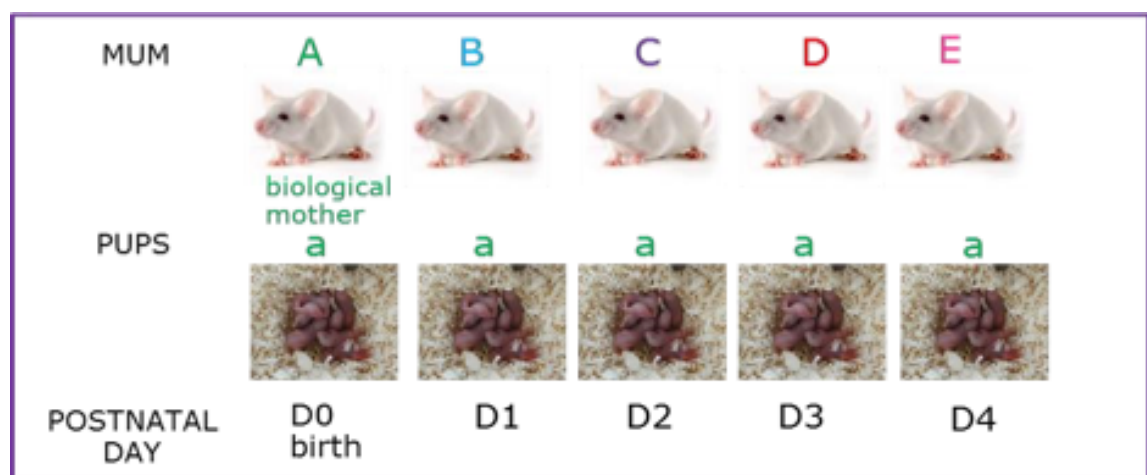 MUM A B C D E
biological
mother
PUPS a a a a a
POSTNATAL
DAY
D0 D1 D2 D3 D4
birth